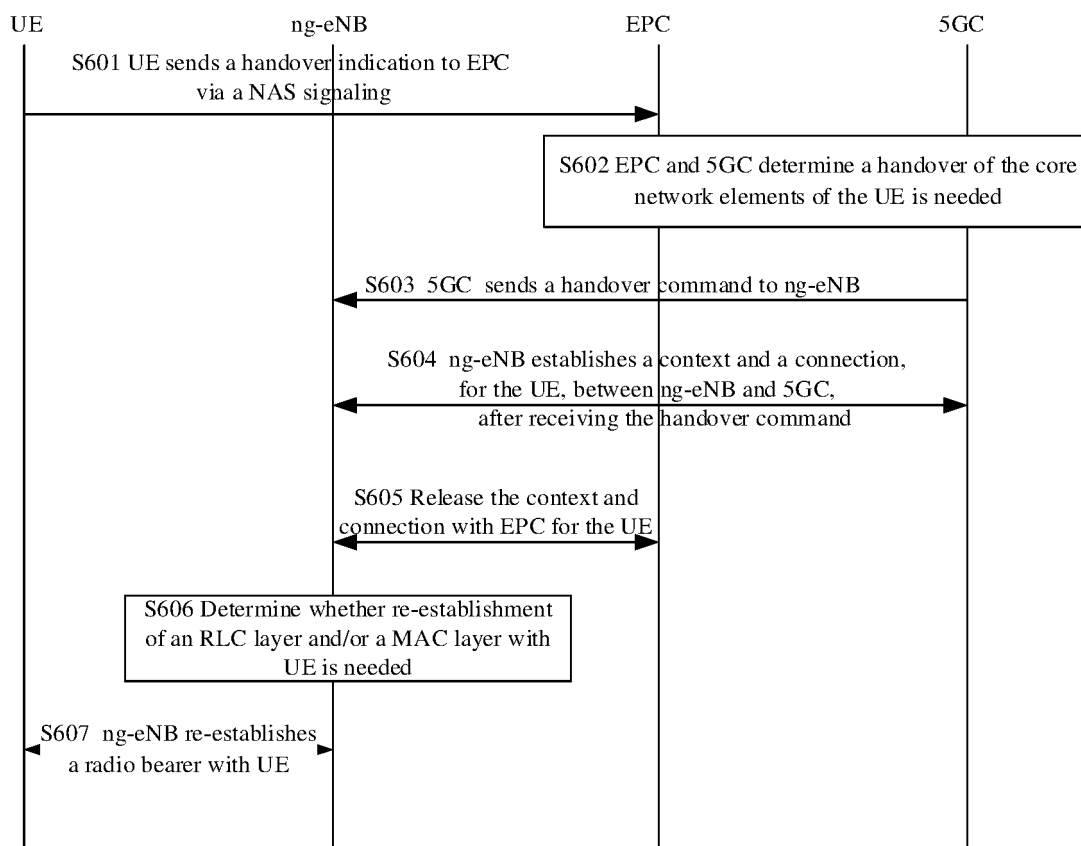 UE ng-eNB EPC 5GC
S601 UE sends a handover indication to EPC
via a NAS signaling
S602 EPC and 5GC determine a handover of the core
network elements of the UE is needed
S603 5GC sends a handover command to ng-eNB
S604 ng-eNB establishes a context and a connection,
for the UE, between ng-eNB and 5GC,
after receiving the handover command
S605 Release the context and
connection with EPC for the UE
S606 Determine whether re-establishment
of an RLC layer and/or a MAC layer with
UE is needed
S607 ng-eNB re-establishes
a radio bearer with UE